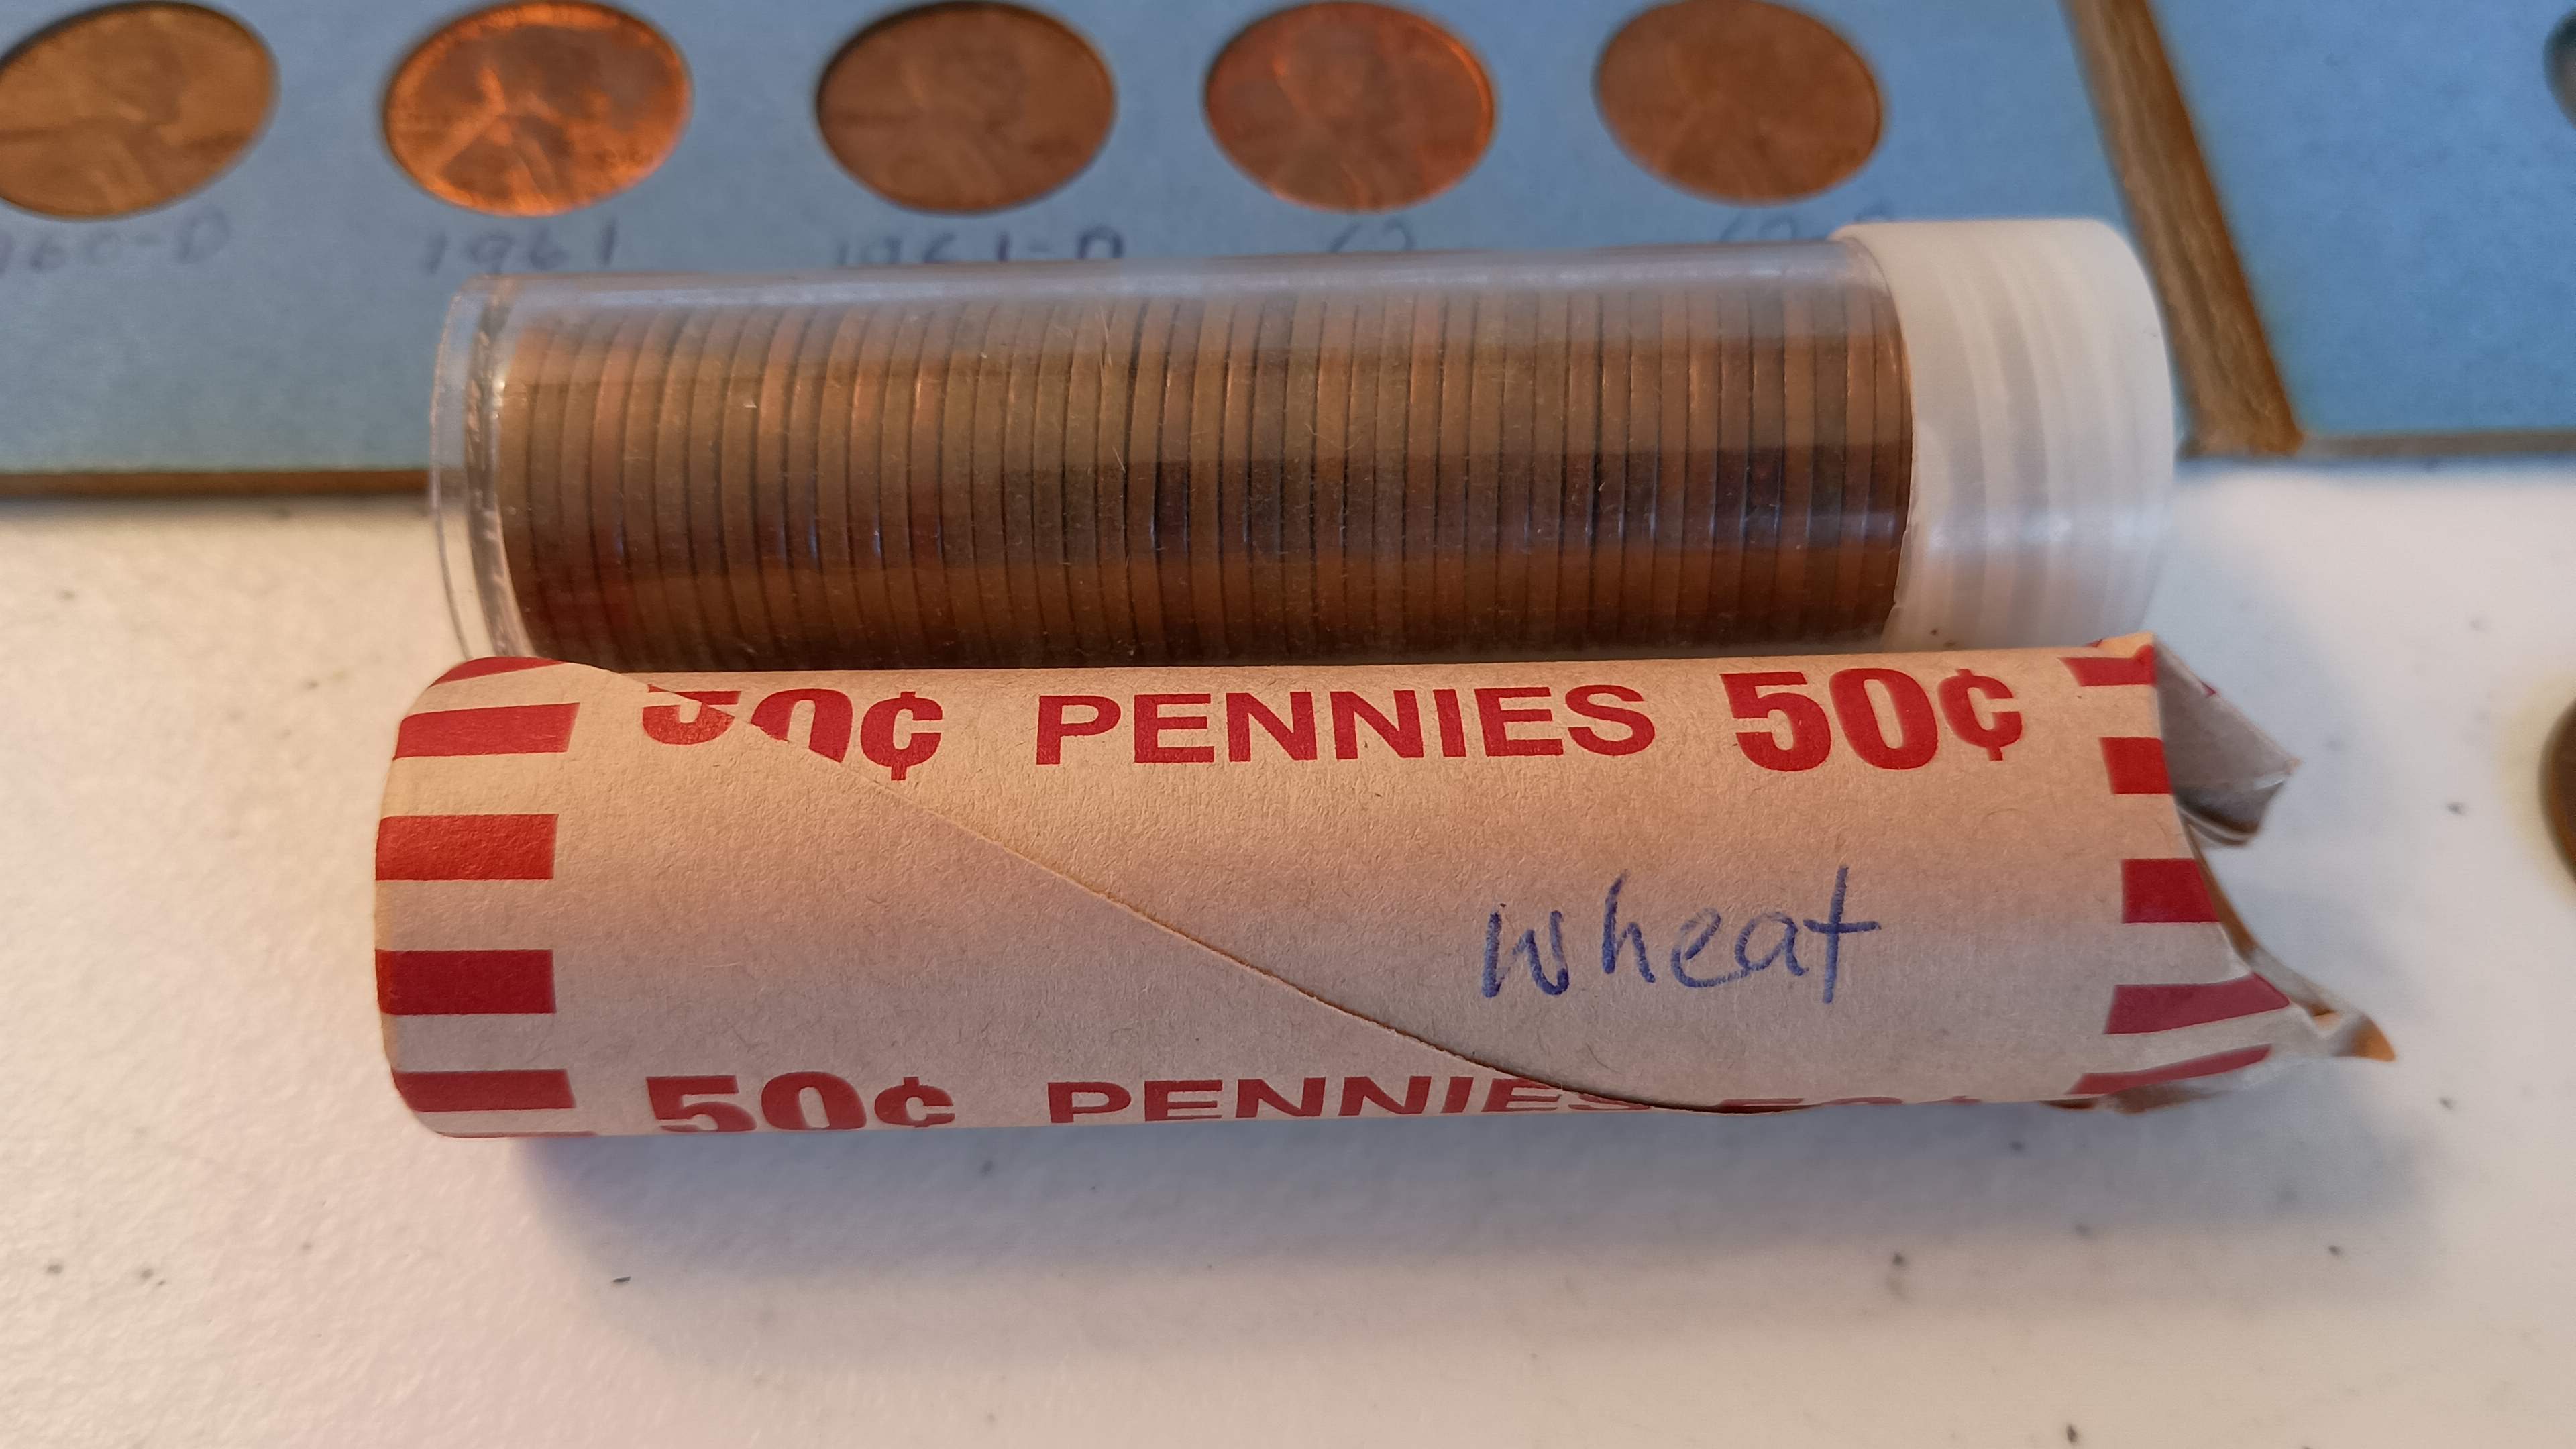 1961
1961-D
50¢ PENNIES 50¢
wheat
50¢ PENNIES